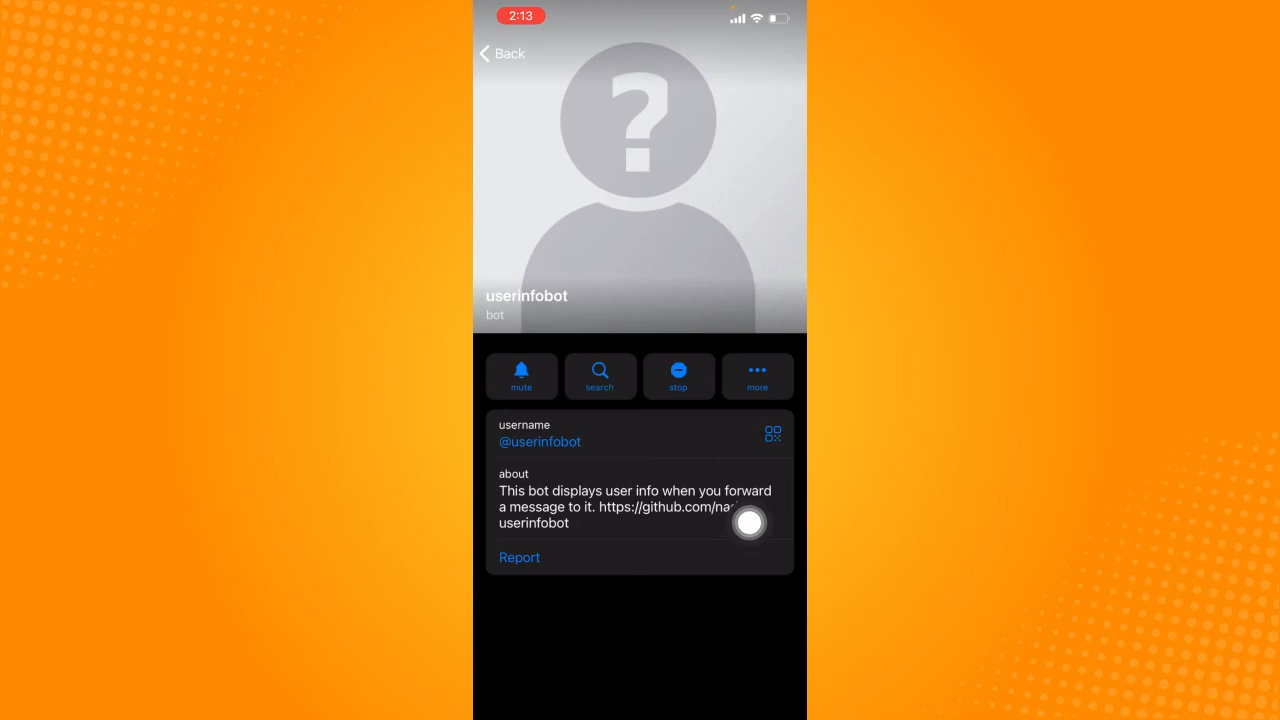 2:13
Back
?
userinfobot
bot
mute
search
stop
more
username
@userinfobot
about
This bot displays user info when you forward
a message to it. https://github.com/
userinfobot
Report